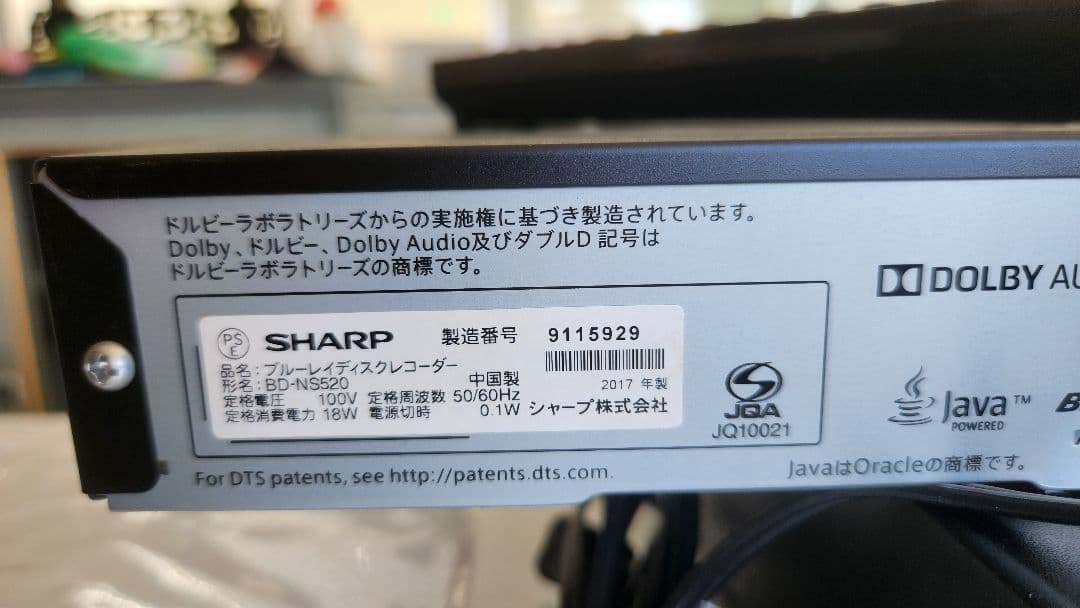 ドルビーラボラトリーズからの実施権に基づき製造されています。
Dolby、ドルビー、Dolby Audio及びダブルD 記号は
ドルビーラボラトリーズの商標です。
DOLBY AU
PS
E
SHARP 製造番号 9115929
品名:ブルーレイディスクレコーダー
形名:BD-NS520 中国製 2017 年製
定格電圧 100V 定格周波数 50/60Hz
定格消費電力 18W 電源切時 0.1W シャープ株式会社
JQA
JQ10021
Java™
POWERED
For DTS patents, see http://patents.dts.com.
JavaはOracleの商標です。